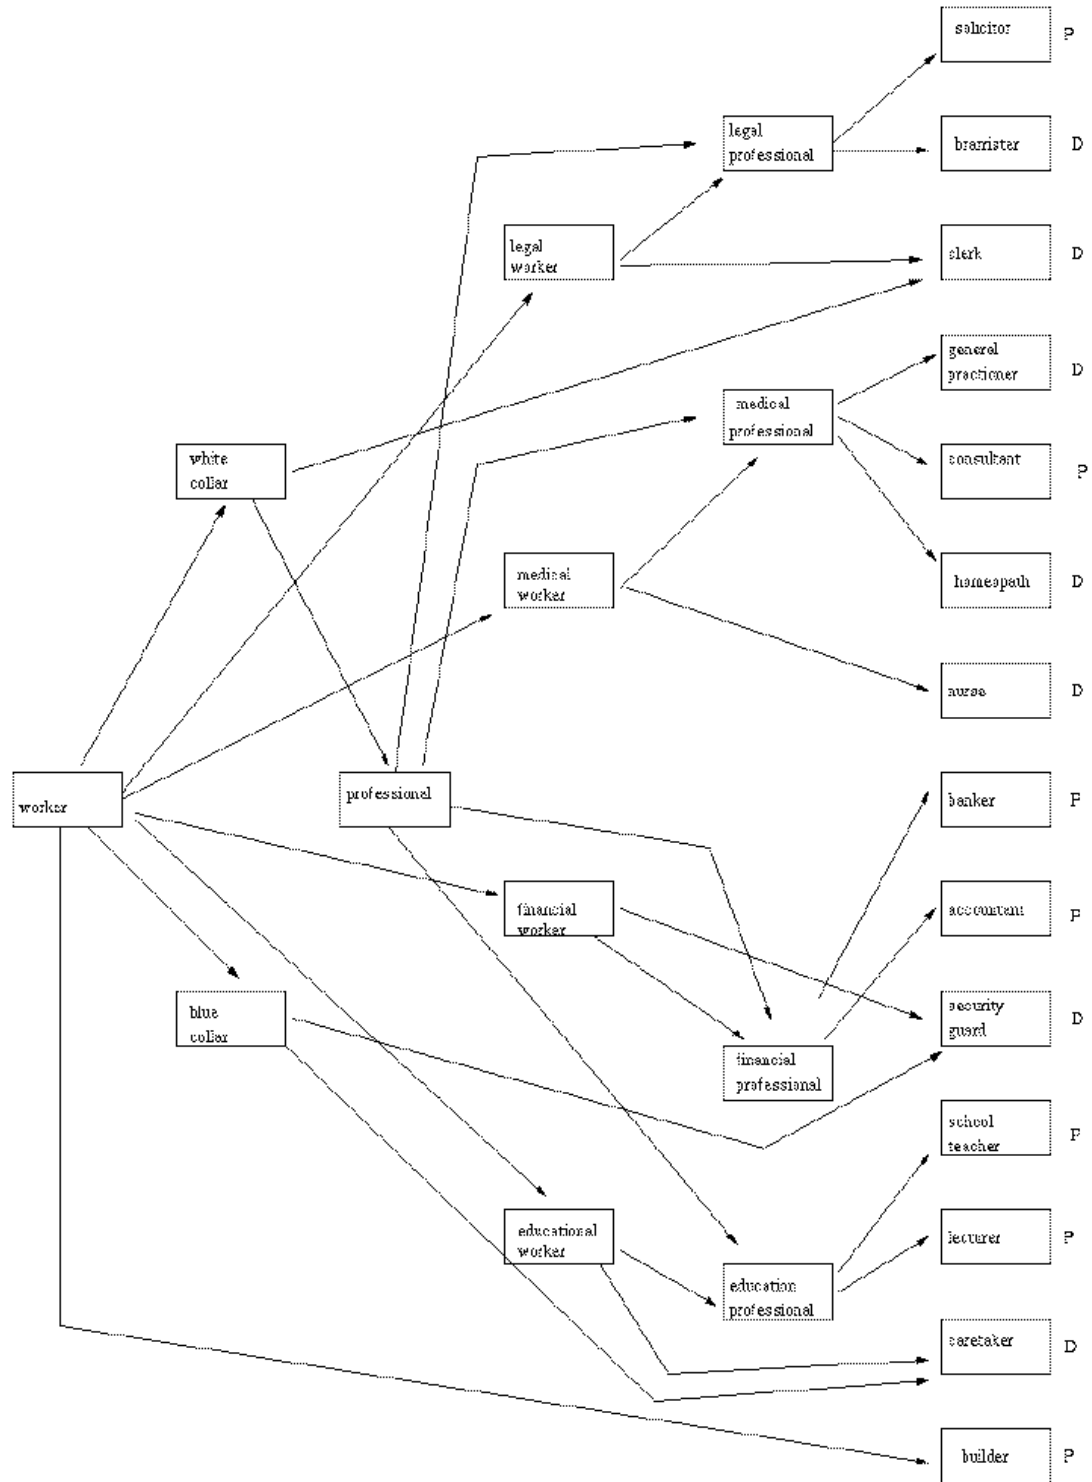 solicitor P
legal
professional
brarrister D
legal
worker
clerk D
general
practioner D
medical
professional
white
collar
consultant P
medical
worker
homeopath D
nurse D
worker
professional
banker P
financial
worker
accountant P
blue
collar
security
guard D
financial
professional
school
teacher P
educational
worker
lecturer P
education
professional
caretaker D
builder P